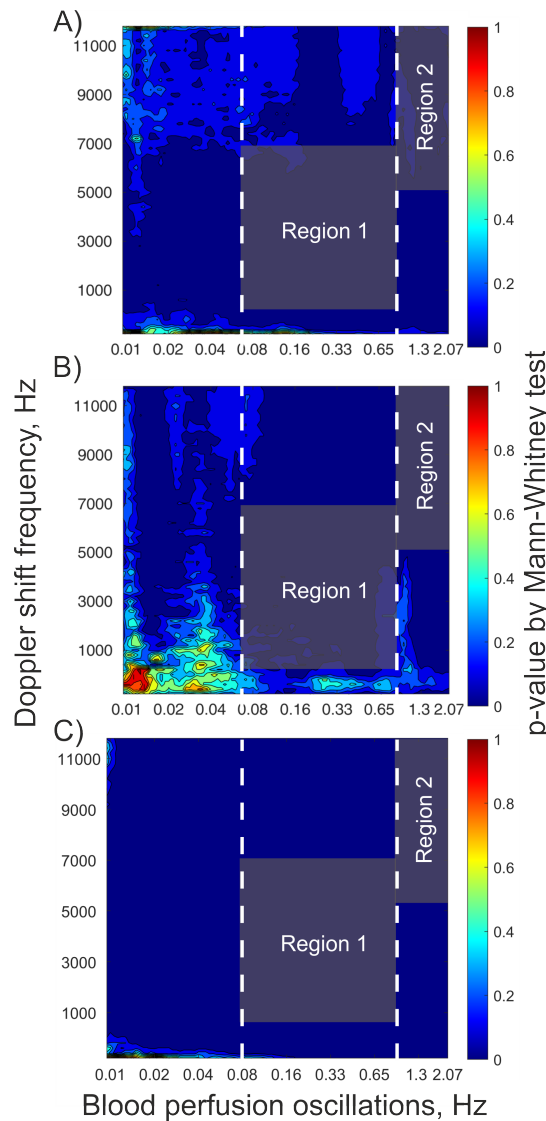 A)
11000
9000
7000
5000
3000
1000
0.01 0.02 0.04 0.08 0.16 0.33 0.65 1.3 2.07
Region 1
Region 2
1
0.8
0.6
0.4
0.2
0
B)
11000
9000
7000
5000
3000
1000
0.01 0.02 0.04 0.08 0.16 0.33 0.65 1.3 2.07
Region 1
Region 2
1
0.8
0.6
0.4
0.2
0
Doppler shift frequency, Hz
p-value by Mann-Whitney test
C)
11000
9000
7000
5000
3000
1000
0.01 0.02 0.04 0.08 0.16 0.33 0.65 1.3 2.07
Region 1
Region 2
1
0.8
0.6
0.4
0.2
0
Blood perfusion oscillations, Hz